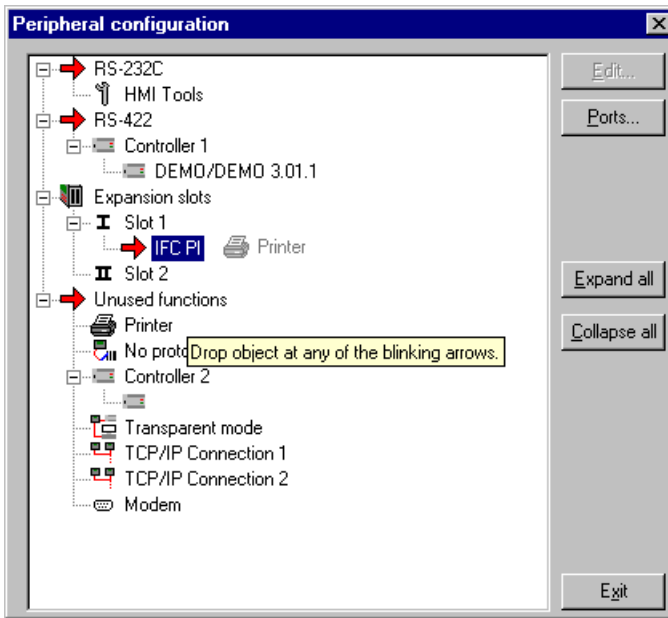 Peripheral configuration
RS-232C
HMI Tools
RS-422
Controller 1
DEMO/DEMO 3.01.1
Expansion slots
I Slot 1
IFC PI Printer
II Slot 2
Unused functions
Printer
No proto
Drop object at any of the blinking arrows.
Controller 2
Transparent mode
TCP/IP Connection 1
TCP/IP Connection 2
Modem
Edit...
Ports...
Expand all
Collapse all
Exit